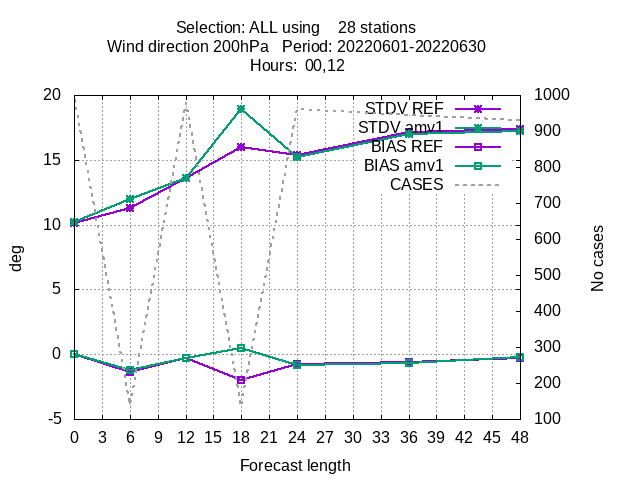 Selection: ALL using    28 stations
Wind direction 200hPa   Period: 20220601-20220630
Hours:  00,12
20 1000
STDV REF
STDV amv1 900
BIAS REF
15 800
BIAS amv1
CASES
700
10 600
deg No cases
5 500
400
0 300
200
-5 100
0 3 6 9 12 15 18 21 24 27 30 33 36 39 42 45 48
Forecast length